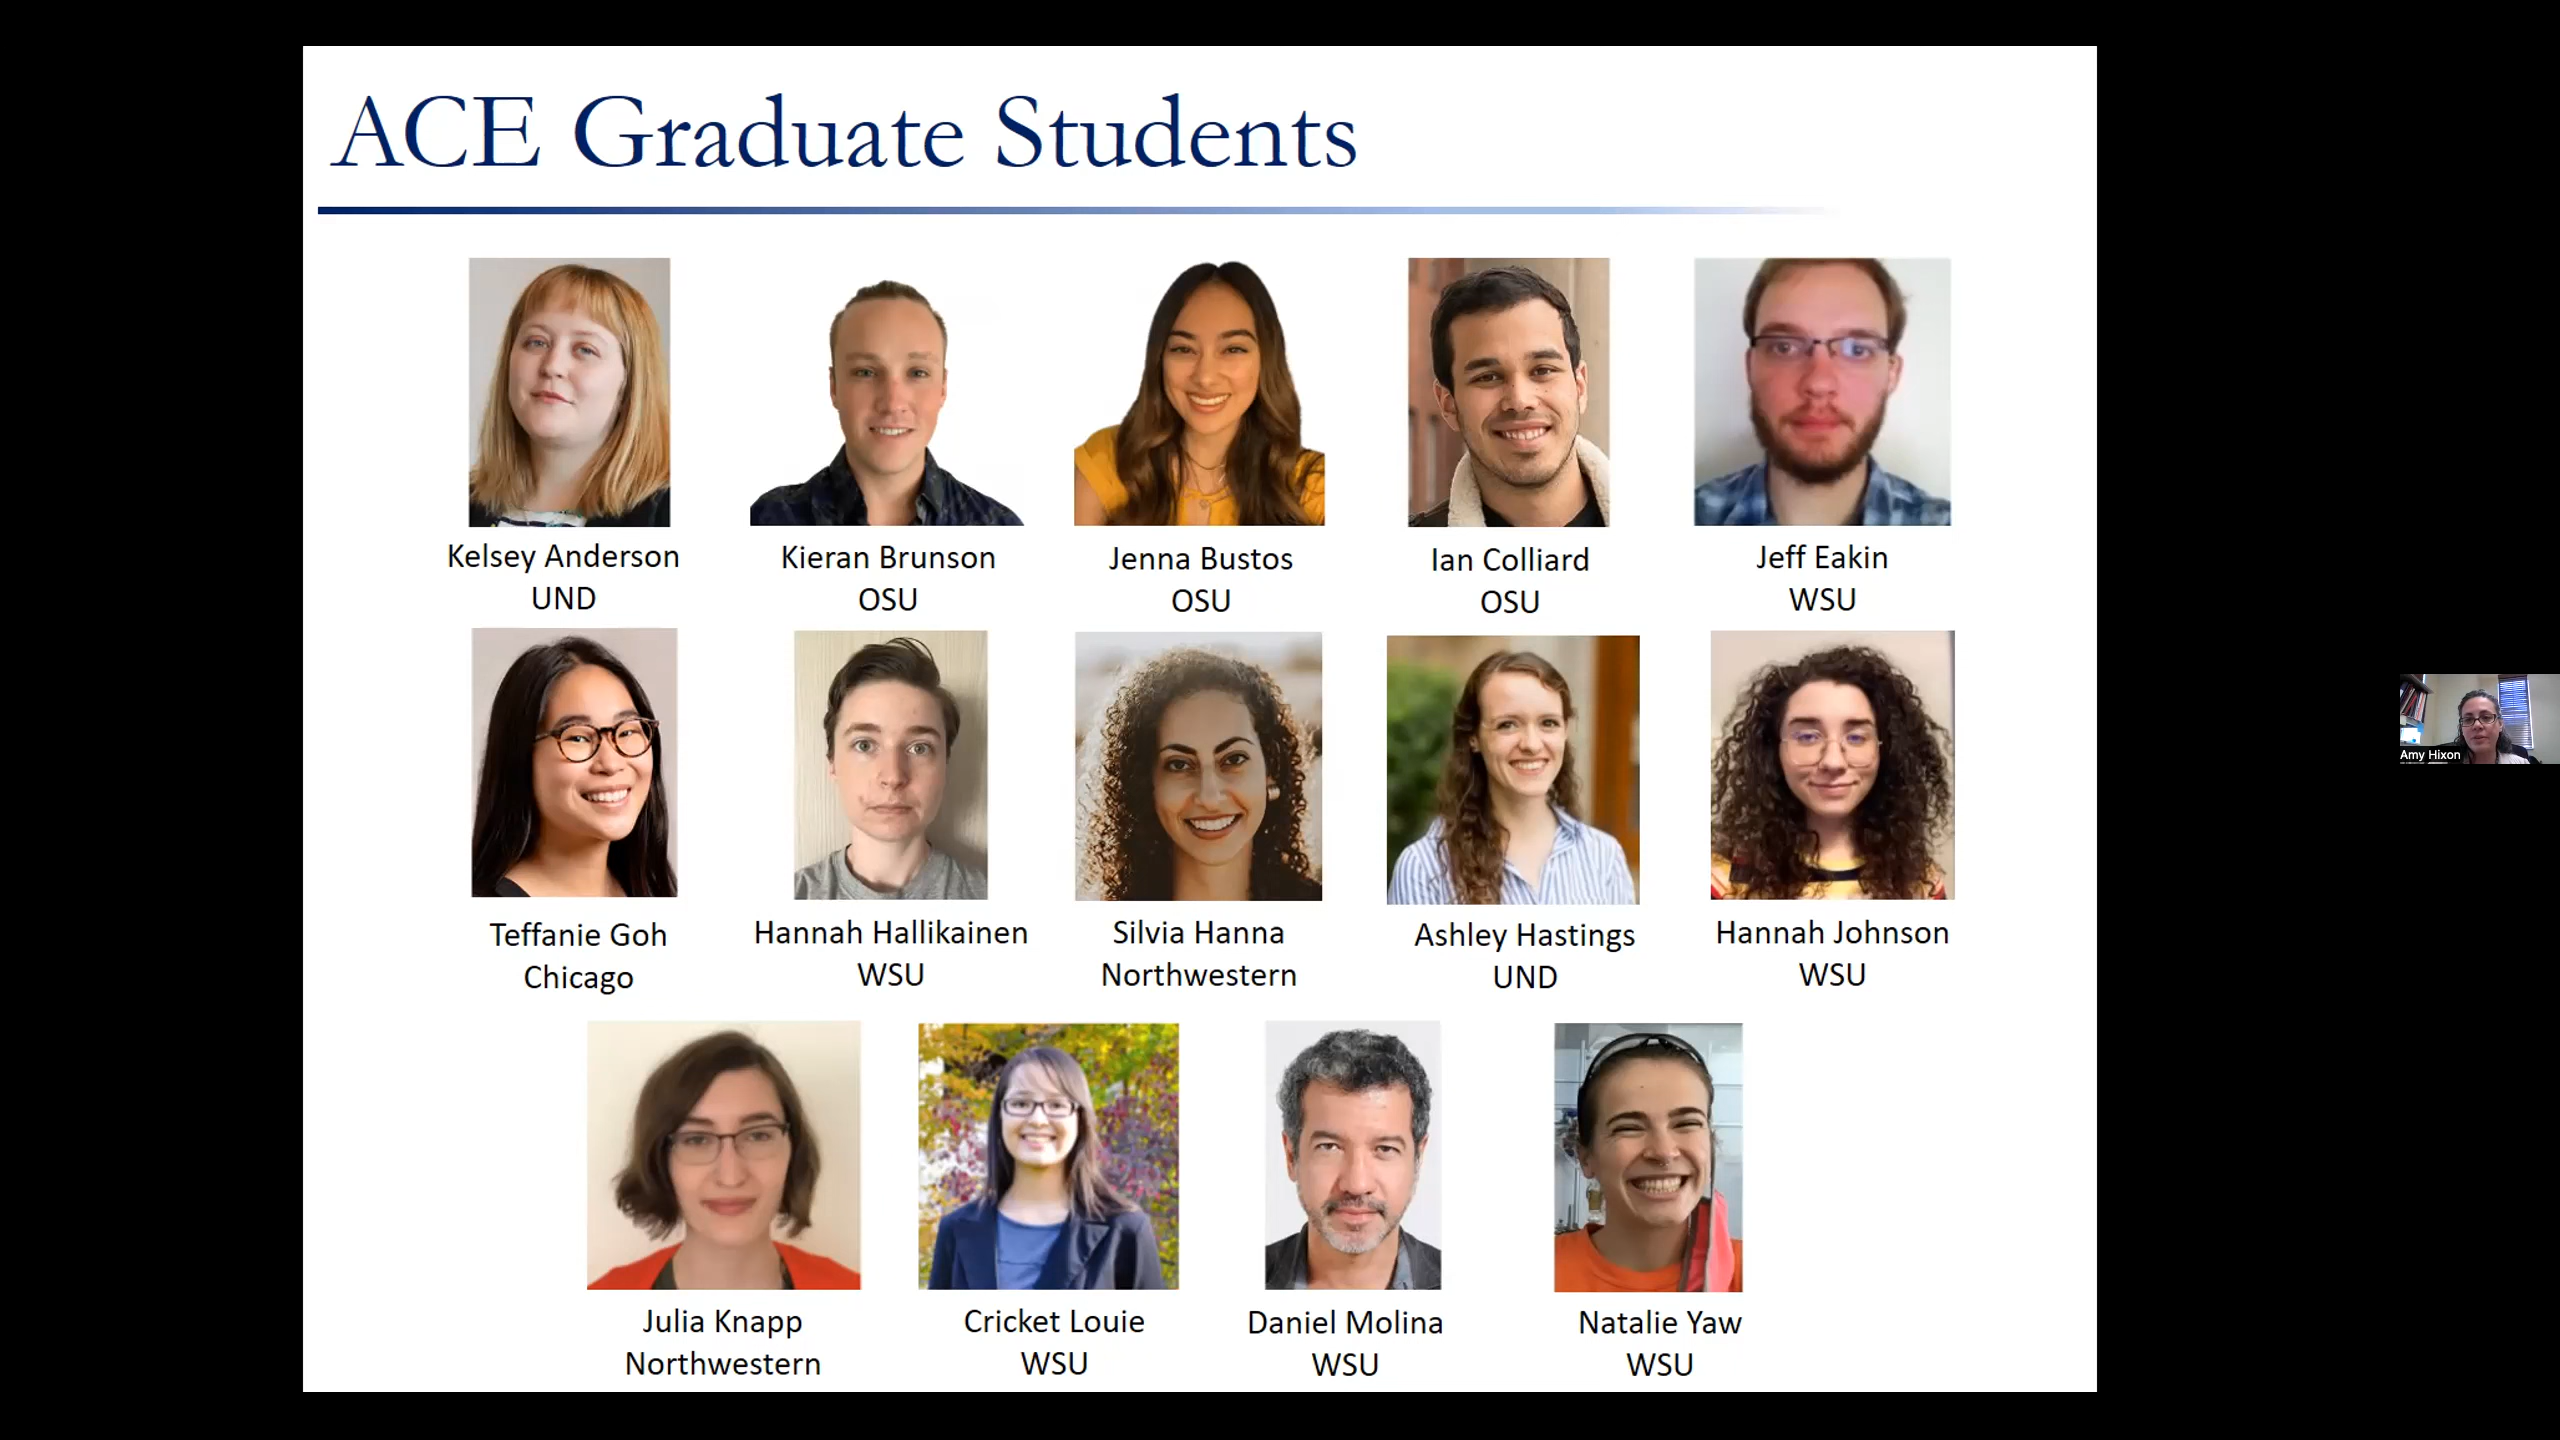 ACE Graduate Students
Kelsey Anderson
UND
Kieran Brunson
OSU
Jenna Bustos
OSU
Ian Colliard
OSU
Jeff Eakin
WSU
Teffanie Goh
Chicago
Hannah Hallikainen
WSU
Silvia Hanna
Northwestern
Ashley Hastings
UND
Hannah Johnson
WSU
Julia Knapp
Northwestern
Cricket Louie
WSU
Daniel Molina
WSU
Natalie Yaw
WSU
Amy Hixon